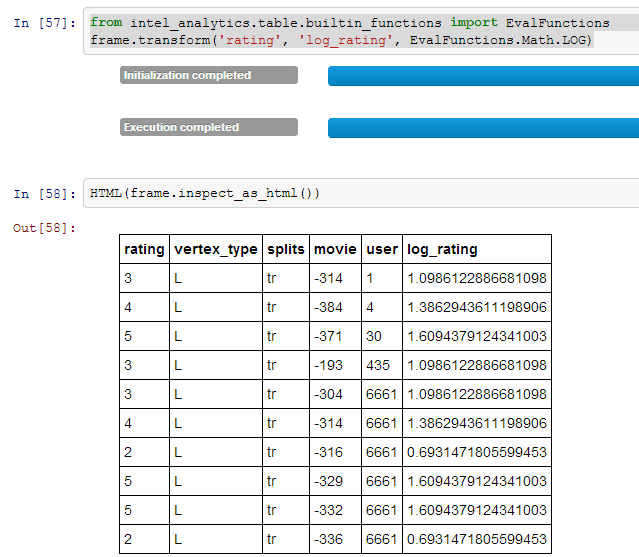 In [57]: from intel_analytics.table.builtin_functions import EvalFunctions
frame.transform('rating', 'log_rating', EvalFunctions.Math.LOG)
Initialization completed
Execution completed
In [58]: HTML(frame.inspect_as_html())
Out[58]:
rating vertex_type splits movie user log_rating
3 L tr -314 1 1.0986122886681098
4 L tr -384 4 1.3862943611198906
5 L tr -371 30 1.6094379124341003
3 L tr -193 435 1.0986122886681098
3 L tr -304 6661 1.0986122886681098
4 L tr -314 6661 1.3862943611198906
2 L tr -316 6661 0.6931471805599453
5 L tr -329 6661 1.6094379124341003
5 L tr -332 6661 1.6094379124341003
2 L tr -336 6661 0.6931471805599453